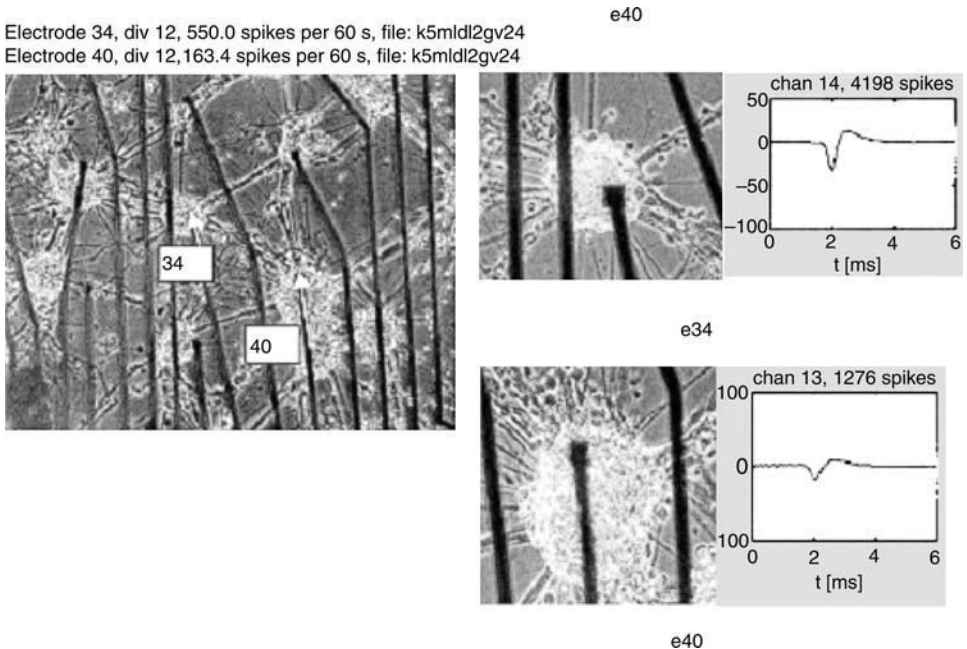 e40
Electrode 34, div 12, 550.0 spikes per 60 s, file: k5mldl2gv24
Electrode 40, div 12,163.4 spikes per 60 s, file: k5mldl2gv24
34
40
chan 14, 4198 spikes
50
0
−50
−100
0 2 4 6
t [ms]
e34
chan 13, 1276 spikes
100
0
100
0 2 4 6
t [ms]
e40